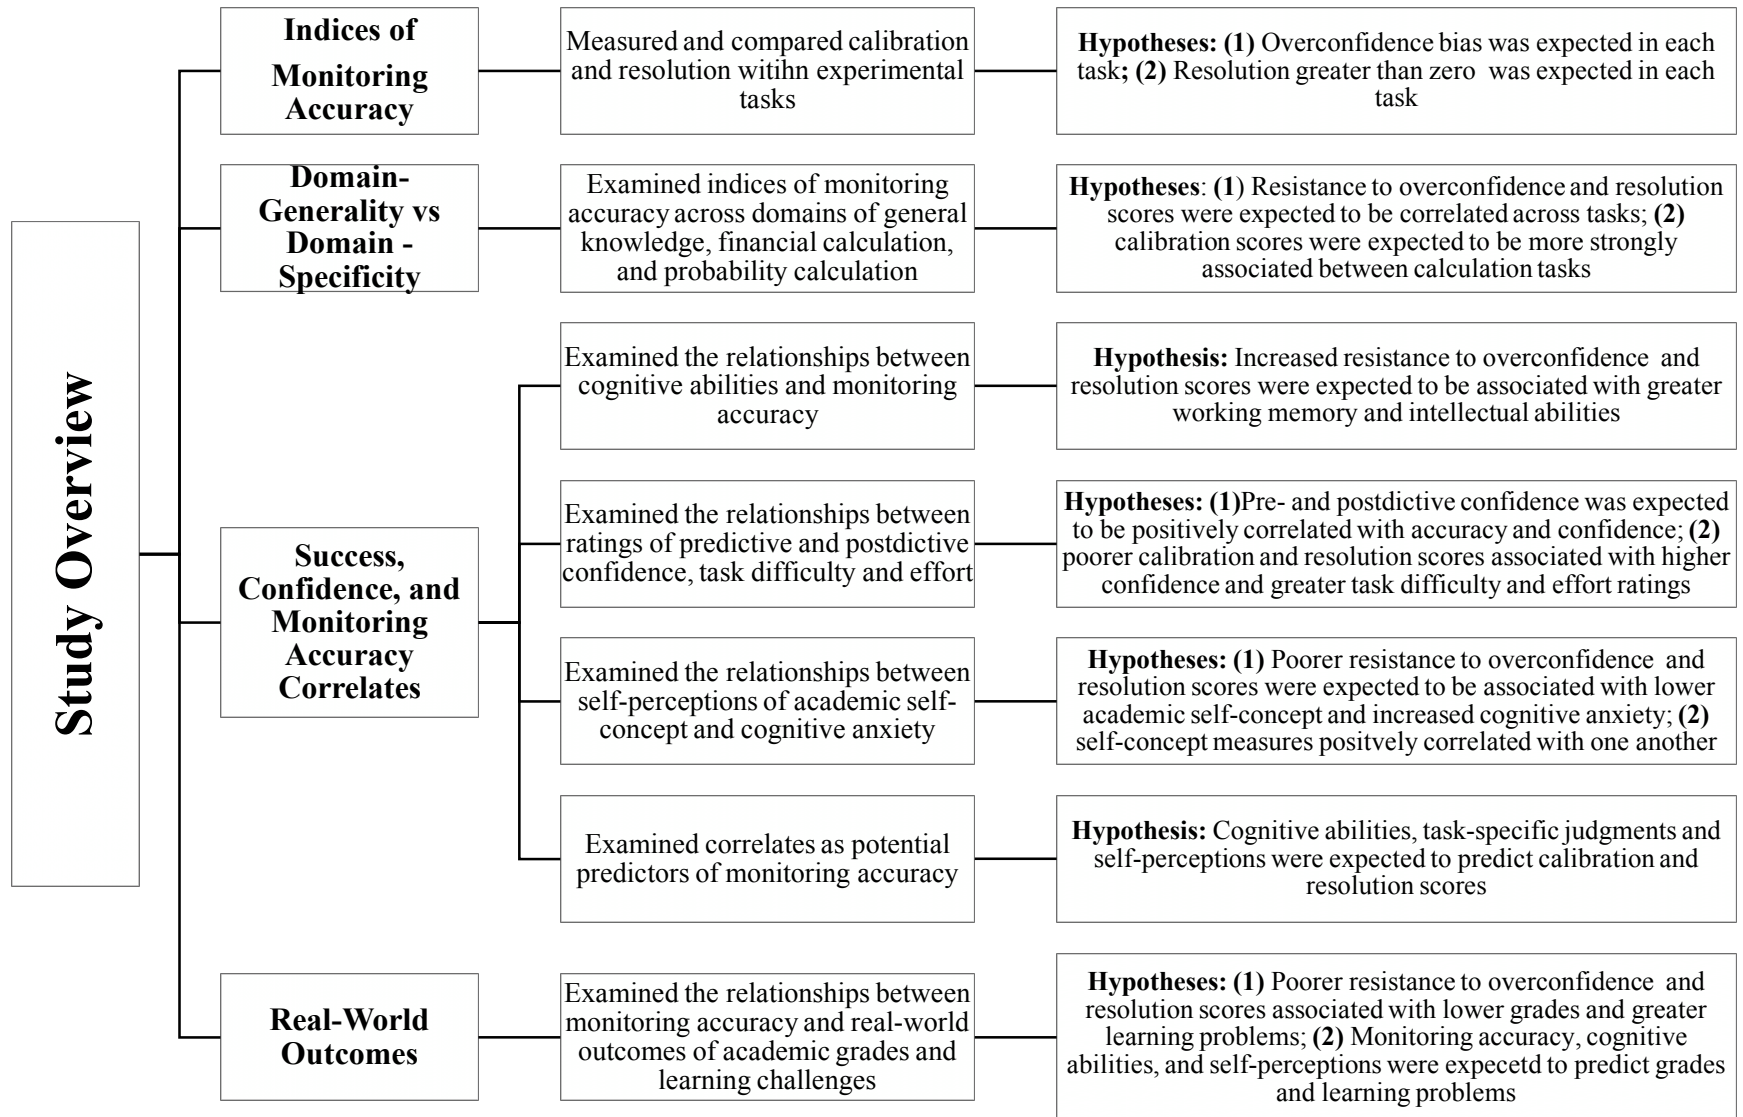 Study Overview
Indices of
Monitoring
Accuracy
Measured and compared calibration
and resolution witihn experimental
tasks
Hypotheses: (1) Overconfidence bias was expected in each
task; (2) Resolution greater than zero was expected in each
task
Domain-
Generality vs
Domain -
Specificity
Examined indices of monitoring
accuracy across domains of general
knowledge, financial calculation,
and probability calculation
Hypotheses: (1) Resistance to overconfidence and resolution
scores were expected to be correlated across tasks; (2)
calibration scores were expected to be more strongly
associated between calculation tasks
Success,
Confidence, and
Monitoring
Accuracy
Correlates
Examined the relationships between
cognitive abilities and monitoring
accuracy
Hypothesis: Increased resistance to overconfidence and
resolution scores were expected to be associated with greater
working memory and intellectual abilities
Examined the relationships between
ratings of predictive and postdictive
confidence, task difficulty and effort
Hypotheses: (1)Pre- and postdictive confidence was expected
to be positively correlated with accuracy and confidence; (2)
poorer calibration and resolution scores associated with higher
confidence and greater task difficulty and effort ratings
Examined the relationships between
self-perceptions of academic self-
concept and cognitive anxiety
Hypotheses: (1) Poorer resistance to overconfidence and
resolution scores were expected to be associated with lower
academic self-concept and increased cognitive anxiety; (2)
self-concept measures positvely correlated with one another
Examined correlates as potential
predictors of monitoring accuracy
Hypothesis: Cognitive abilities, task-specific judgments and
self-perceptions were expected to predict calibration and
resolution scores
Real-World
Outcomes
Examined the relationships between
monitoring accuracy and real-world
outcomes of academic grades and
learning challenges
Hypotheses: (1) Poorer resistance to overconfidence and
resolution scores associated with lower grades and greater
learning problems; (2) Monitoring accuracy, cognitive
abilities, and self-perceptions were expecetd to predict grades
and learning problems